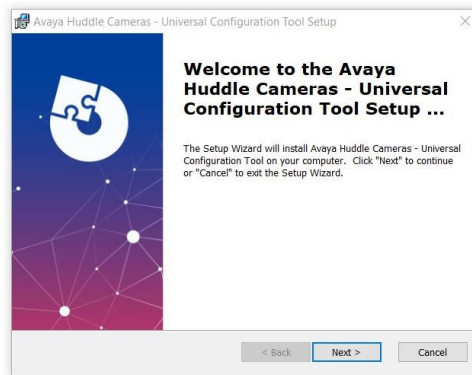 Avaya Huddle Cameras - Universal Configuration Tool Setup
Welcome to the Avaya
Huddle Cameras - Universal
Configuration Tool Setup ...
The Setup Wizard will install Avaya Huddle Cameras - Universal
Configuration Tool on your computer. Click "Next" to continue
or "Cancel" to exit the Setup Wizard.
< Back Next > Cancel